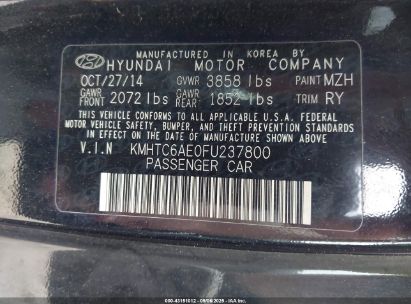 MANUFACTURED IN KOREA BY
HYUNDAI MOTOR COMPANY
OCT/27/14 GVWR 3858 lbs PAINT MZH
GAWR FRONT 2072 lbs GAWR REAR 1852 lbs TRIM RY
THIS VEHICLE CONFORMS TO ALL APPLICABLE U.S.A. FEDERAL
MOTOR VEHICLE SAFETY, BUMPER, AND THEFT PREVENTION
STANDARDS IN EFFECT ON THE DATE OF MANUFACTURE
SHOWN ABOVE.
V.I.N KMHTC6AE0FU237800
PASSENGER CAR